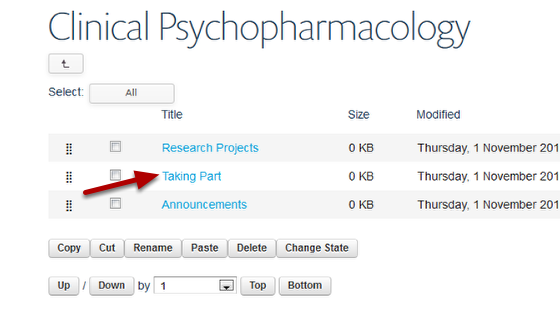 Clinical Psychopharmacology
Select: All
Title Size Modified
Research Projects 0 KB Thursday, 1 November 201
Taking Part 0 KB Thursday, 1 November 201
Announcements 0 KB Thursday, 1 November 201
Copy Cut Rename Paste Delete Change State
Up / Down by 1 Top Bottom